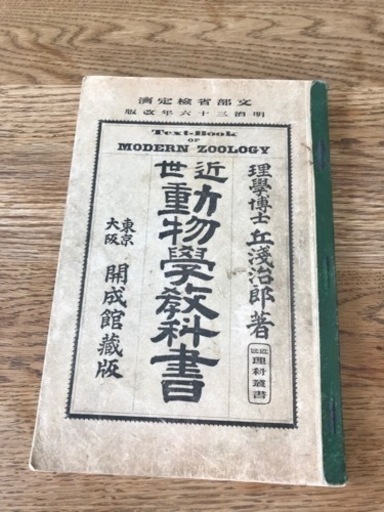 文部省檢定濟
明治三十六年改版
Text-Book
OF
MODERN ZOOLOGY
理學博士 丘淺治郎著
近世
理科叢書
近世
動物學教科書
東京
大阪
開成館藏版